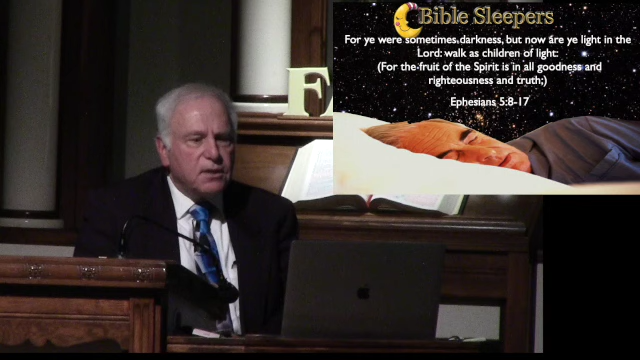 Bible Sleepers
For ye were sometimes darkness, but now are ye light in the
Lord: walk as children of light:
(For the fruit of the Spirit is in all goodness and
righteousness and truth;)
Ephesians 5:8-17
F